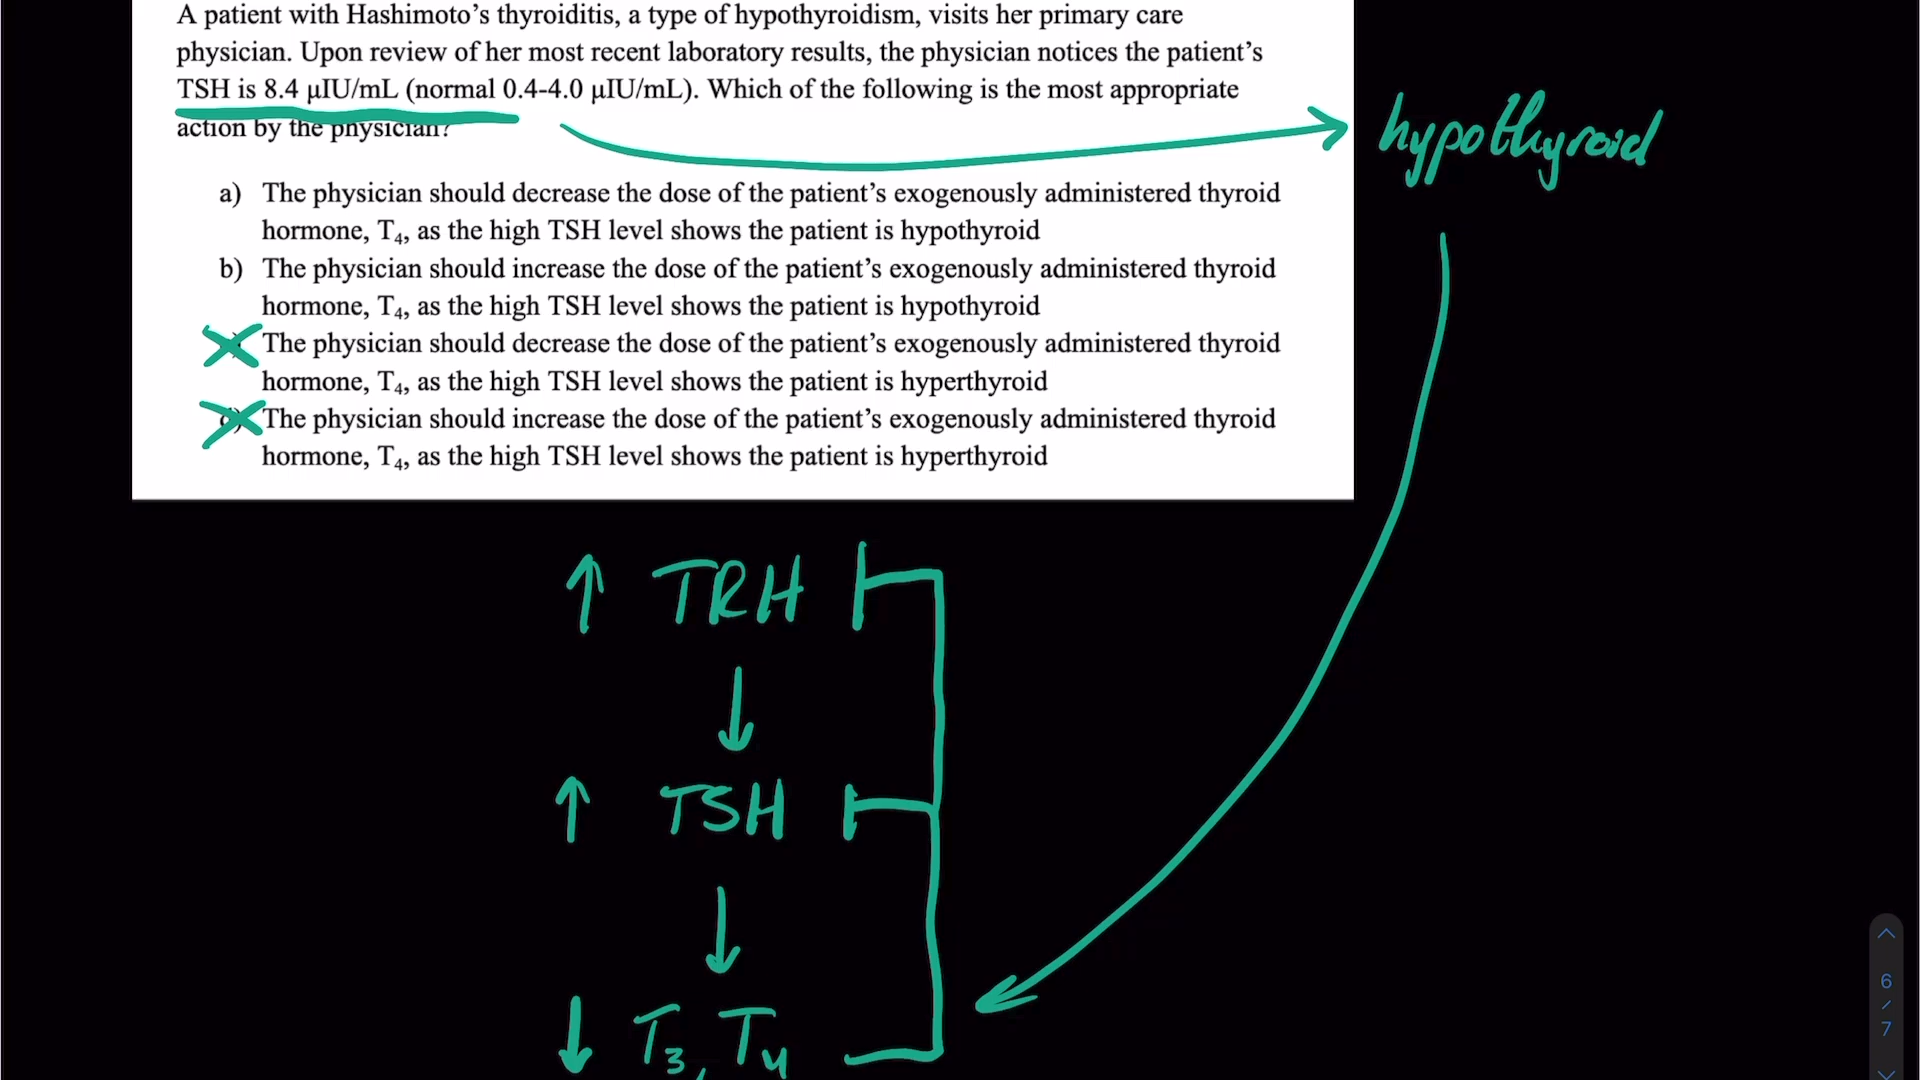 A patient with Hashimoto’s thyroiditis, a type of hypothyroidism, visits her primary care
physician. Upon review of her most recent laboratory results, the physician notices the patient’s
TSH is 8.4 μIU/mL (normal 0.4-4.0 μIU/mL). Which of the following is the most appropriate
action by the physician?
hypothyroid
a) The physician should decrease the dose of the patient’s exogenously administered thyroid
hormone, T₄, as the high TSH level shows the patient is hypothyroid
b) The physician should increase the dose of the patient’s exogenously administered thyroid
hormone, T₄, as the high TSH level shows the patient is hypothyroid
The physician should decrease the dose of the patient’s exogenously administered thyroid
hormone, T₄, as the high TSH level shows the patient is hyperthyroid
The physician should increase the dose of the patient’s exogenously administered thyroid
hormone, T₄, as the high TSH level shows the patient is hyperthyroid
↑ TRH
↓
↑ TSH
↓
↓ T₃, T₄
6
/
7